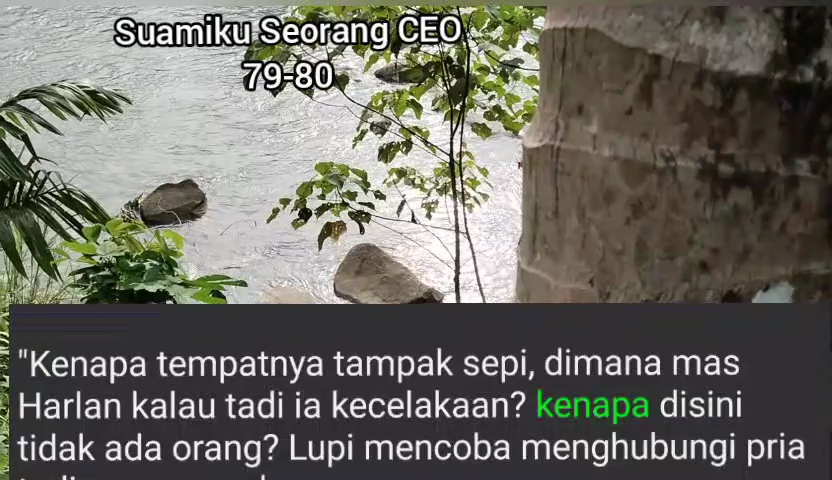 Suamiku Seorang CEO
79-80
"Kenapa tempatnya tampak sepi, dimana mas
Harlan kalau tadi ia kecelakaan? kenapa disini
tidak ada orang? Lupi mencoba menghubungi pria